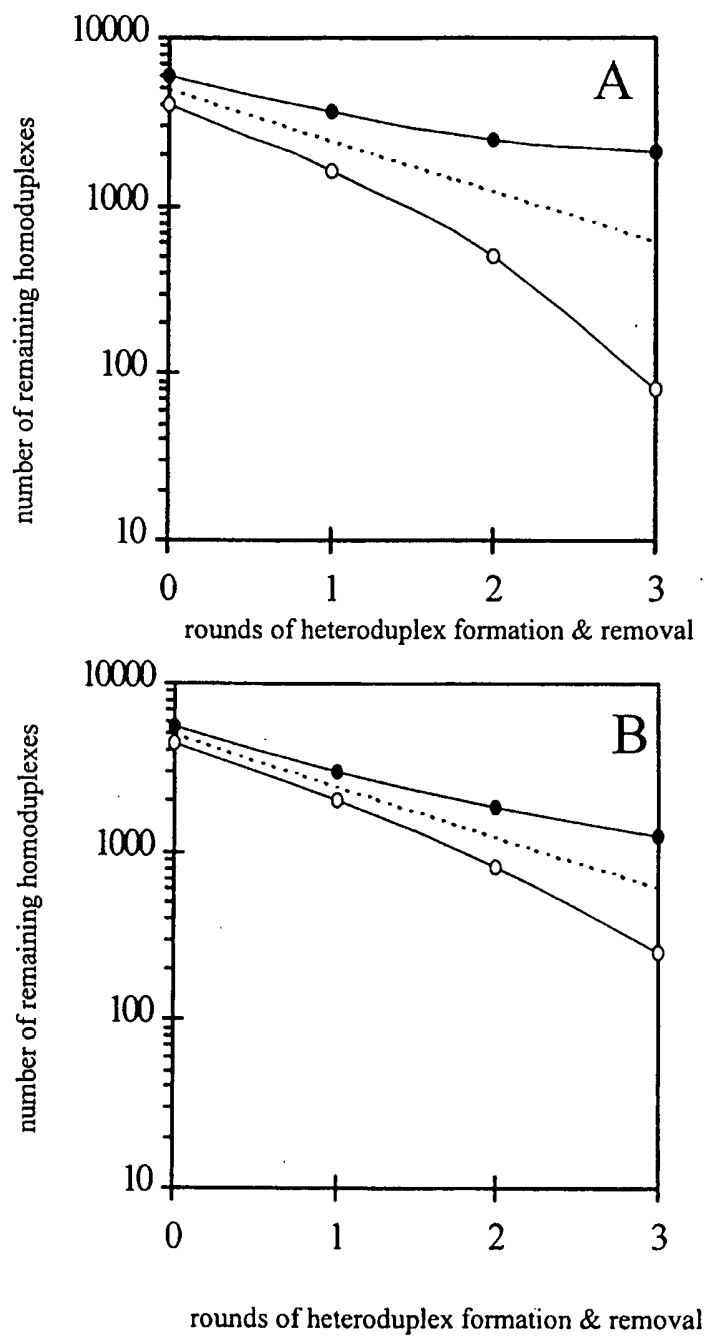 10000
A
1000
100
10
number of remaining homoduplexes
0 1 2 3
rounds of heteroduplex formation & removal
10000
B
1000
100
10
number of remaining homoduplexes
0 1 2 3
rounds of heteroduplex formation & removal